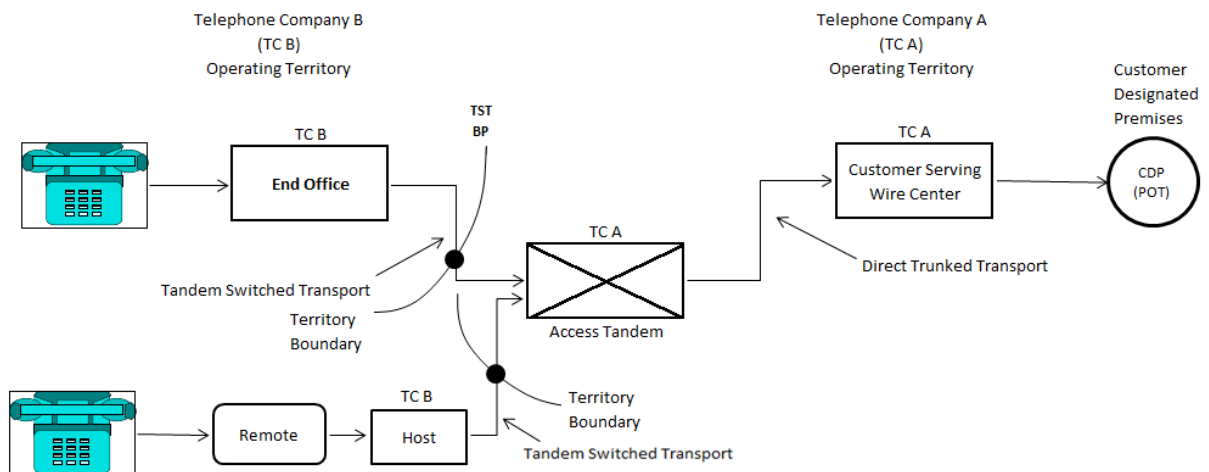 Telephone Company B
(TC B)
Operating Territory
Telephone Company A
(TC A)
Operating Territory
Customer
Designated
Premises
TST
BP
TC B
End Office
TC A
Customer Serving
Wire Center
CDP
(POT)
TC A
Access Tandem
Direct Trunked Transport
Tandem Switched Transport
Territory
Boundary
TC B
Remote
Host
Territory
Boundary
Tandem Switched Transport